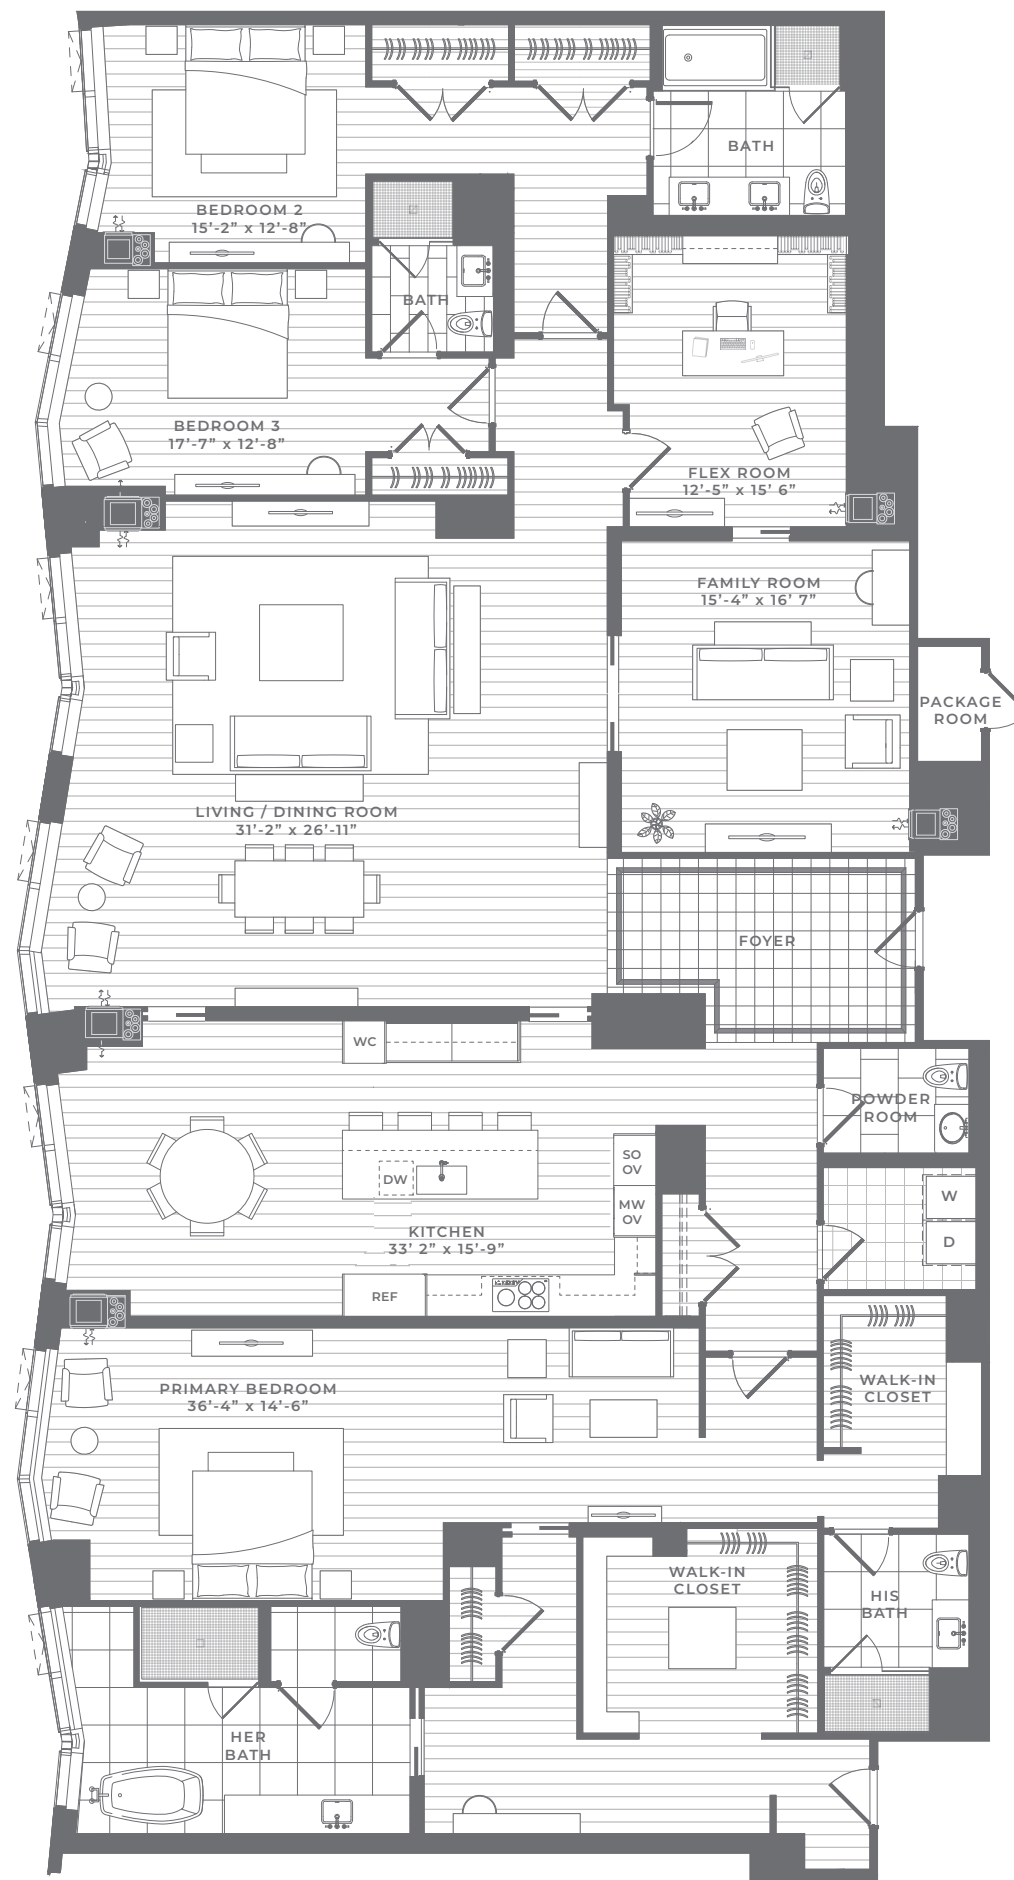 BATH
BEDROOM 2
15'-2" x 12'-8"
BATH
BEDROOM 3
17'-7" x 12'-8"
FLEX ROOM
12'-5" x 15' 6"
FAMILY ROOM
15'-4" x 16' 7"
PACKAGE
ROOM
LIVING / DINING ROOM
31'-2" x 26'-11"
FOYER
WC
POWDER
ROOM
SO
OV
DW
MW
OV
W
D
KITCHEN
33' 2" x 15'-9"
REF
PRIMARY BEDROOM
36'-4" x 14'-6"
WALK-IN
CLOSET
WALK-IN
CLOSET
HIS
BATH
HER
BATH